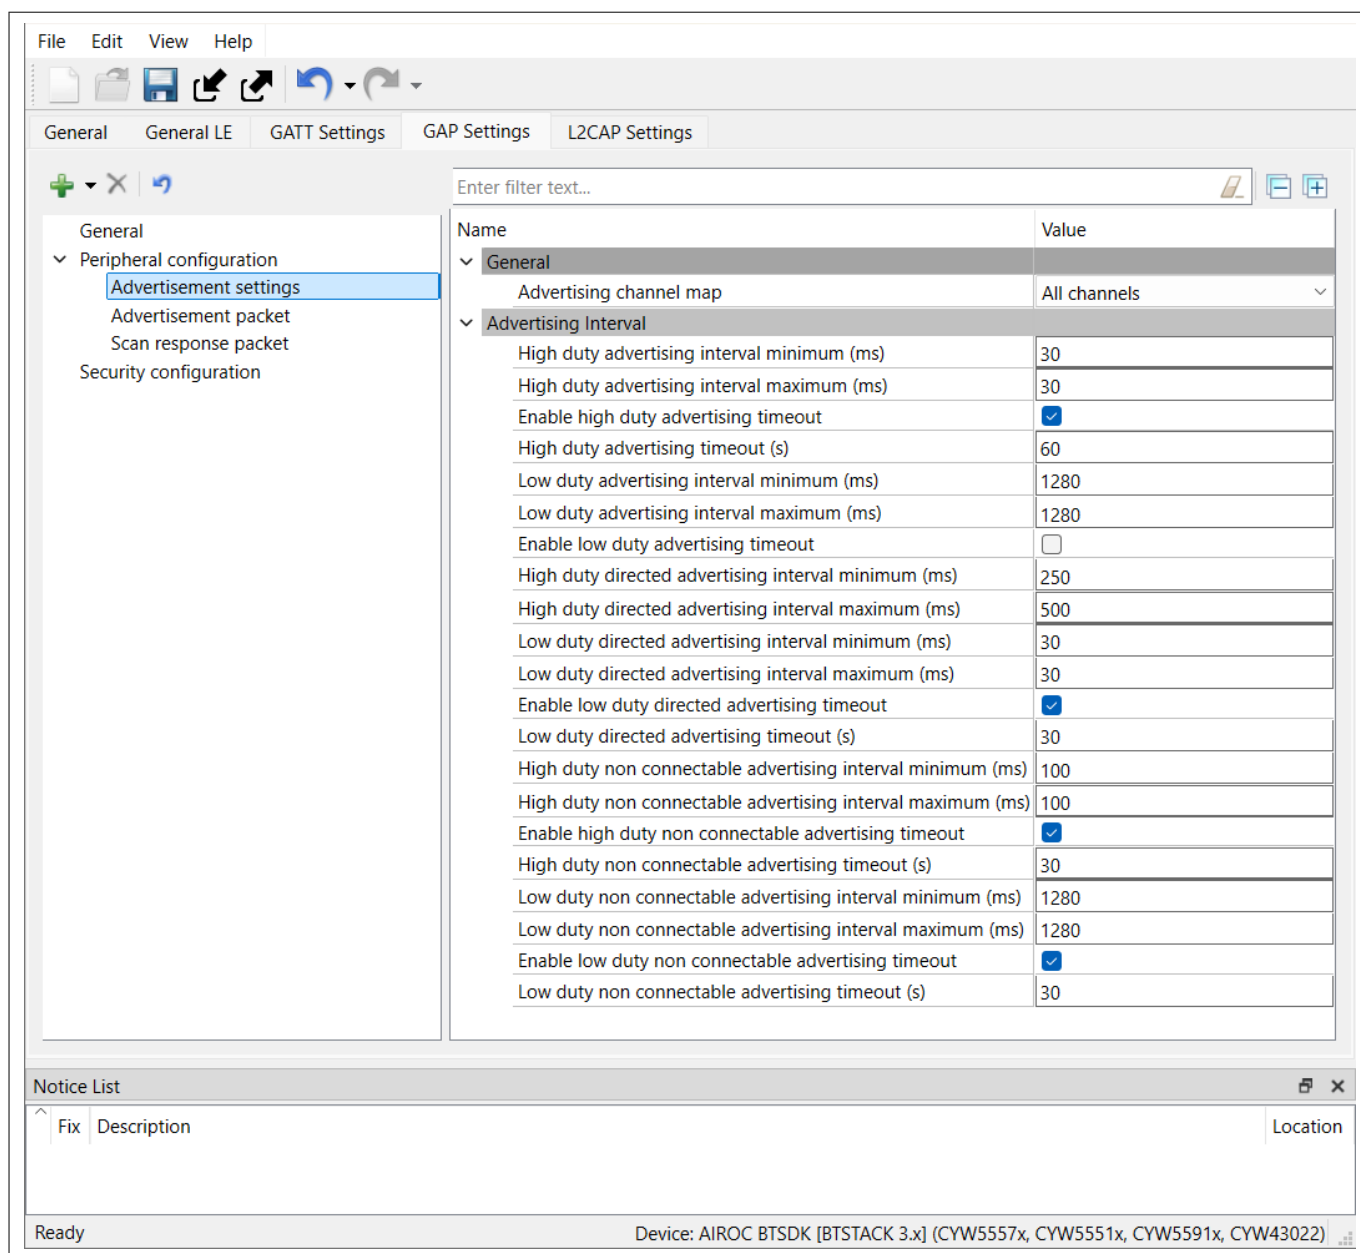 File Edit View Help
General General LE GATT Settings GAP Settings L2CAP Settings
Enter filter text...
General
Peripheral configuration
Advertisement settings
Advertisement packet
Scan response packet
Security configuration
Name Value
General
Advertising channel map All channels
Advertising Interval
High duty advertising interval minimum (ms) 30
High duty advertising interval maximum (ms) 30
Enable high duty advertising timeout
High duty advertising timeout (s) 60
Low duty advertising interval minimum (ms) 1280
Low duty advertising interval maximum (ms) 1280
Enable low duty advertising timeout
High duty directed advertising interval minimum (ms) 250
High duty directed advertising interval maximum (ms) 500
Low duty directed advertising interval minimum (ms) 30
Low duty directed advertising interval maximum (ms) 30
Enable low duty directed advertising timeout
Low duty directed advertising timeout (s) 30
High duty non connectable advertising interval minimum (ms) 100
High duty non connectable advertising interval maximum (ms) 100
Enable high duty non connectable advertising timeout
High duty non connectable advertising timeout (s) 30
Low duty non connectable advertising interval minimum (ms) 1280
Low duty non connectable advertising interval maximum (ms) 1280
Enable low duty non connectable advertising timeout
Low duty non connectable advertising timeout (s) 30
Notice List
Fix Description Location
Ready Device: AIROC BTSDK [BTSTACK 3.x] (CYW5557x, CYW5551x, CYW5591x, CYW43022)